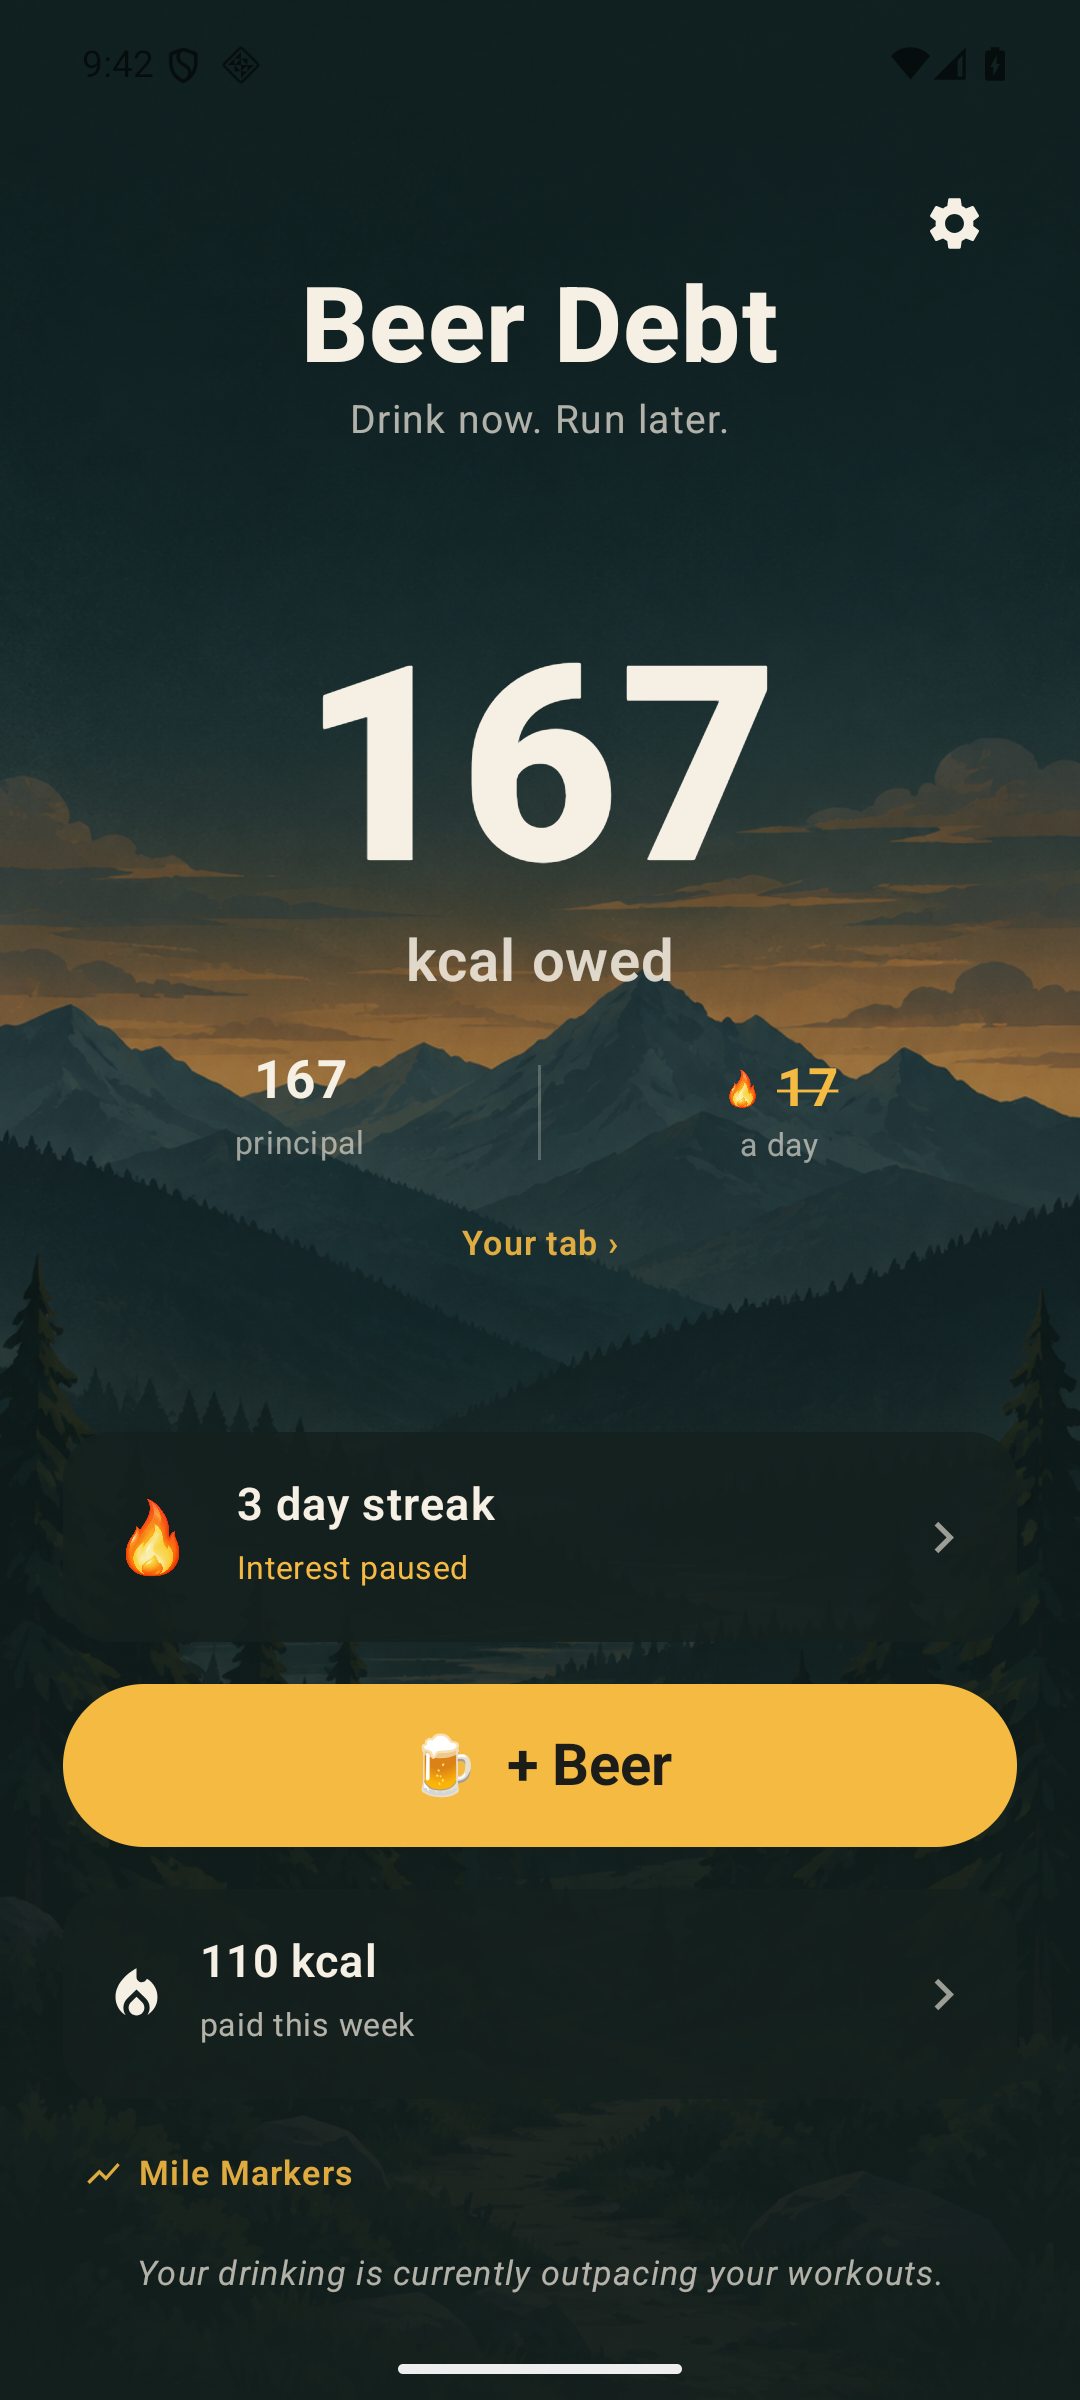 9:42
Beer Debt
Drink now. Run later.
167
kcal owed
167
principal
17
a day
Your tab ›
3 day streak
Interest paused
+ Beer
110 kcal
paid this week
Mile Markers
Your drinking is currently outpacing your workouts.